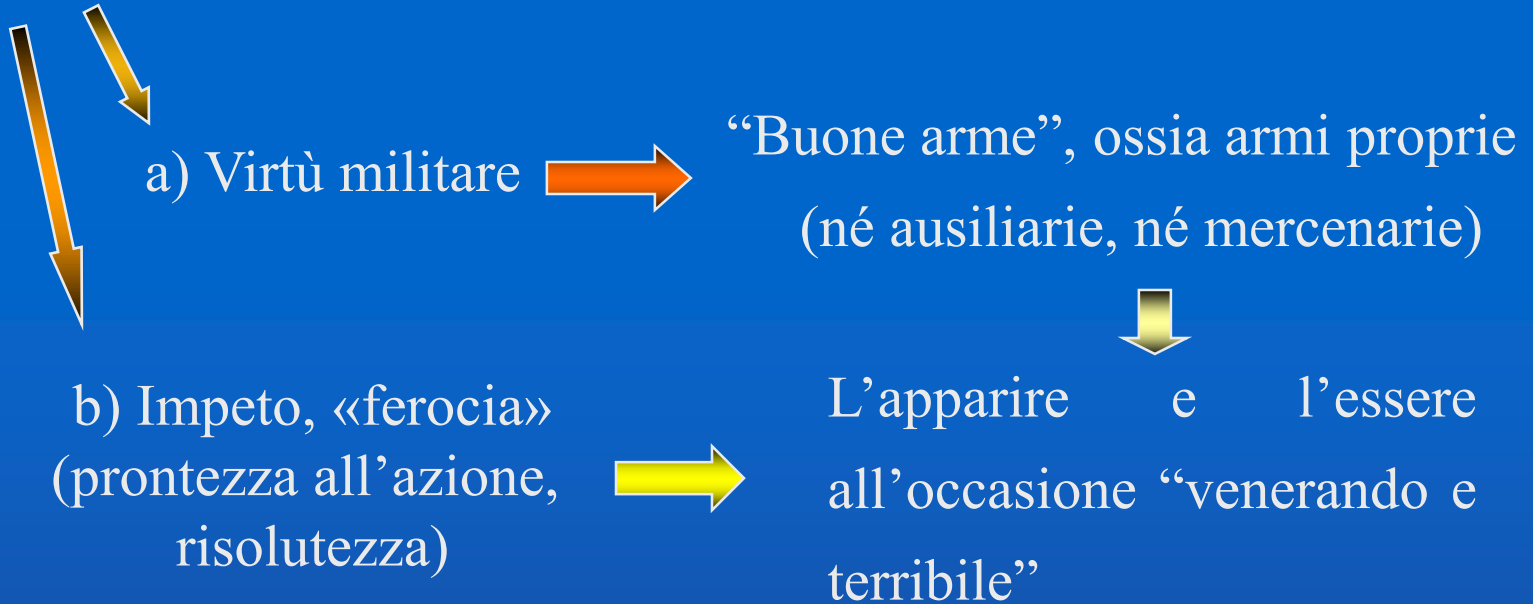 a) Virtù militare
“Buone arme”, ossia armi proprie
(né ausiliarie, né mercenarie)
b) Impeto, «ferocia»
(prontezza all’azione,
risolutezza)
L’apparire e l’essere
all’occasione “venerando e
terribile”